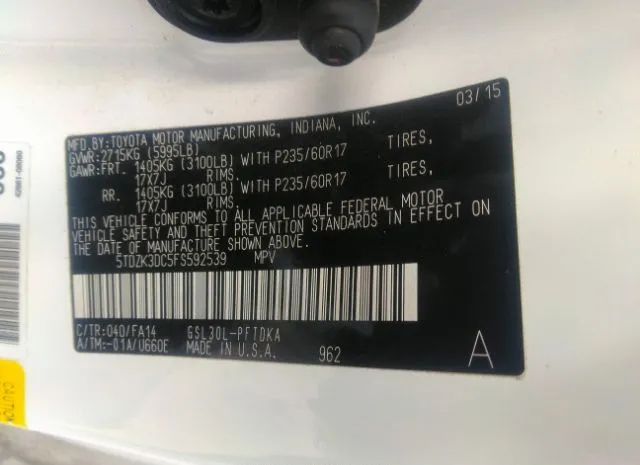 03/15
MFD.BY:TOYOTA MOTOR MANUFACTURING, INDIANA, INC.
GVWR:2715KG (5995LB)
GAWR:FRT. 1405KG (3100LB) WITH P235/60R17 TIRES,
17X7J RIMS.
RR. 1405KG (3100LB) WITH P235/60R17 TIRES,
17X7J RIMS.
THIS VEHICLE CONFORMS TO ALL APPLICABLE FEDERAL MOTOR
VEHICLE SAFETY AND THEFT PREVENTION STANDARDS IN EFFECT ON
THE DATE OF MANUFACTURE SHOWN ABOVE.
5TDZK3DC5FS592539 MPV
C/TR:040/FA14 GSL30L-PFTDKA
A/TM:-01A/U660E MADE IN U.S.A. 962
A
CAUTION